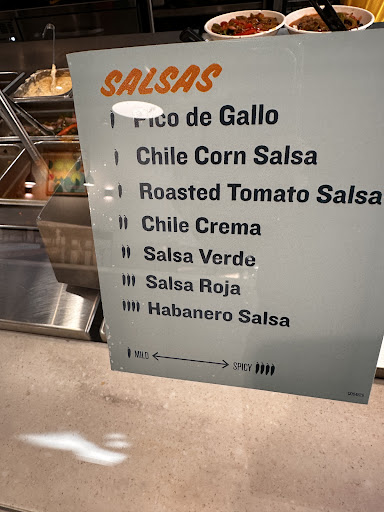 SALSAS
Pico de Gallo
Chile Corn Salsa
Roasted Tomato Salsa
Chile Crema
Salsa Verde
Salsa Roja
Habanero Salsa
MILD SPICY